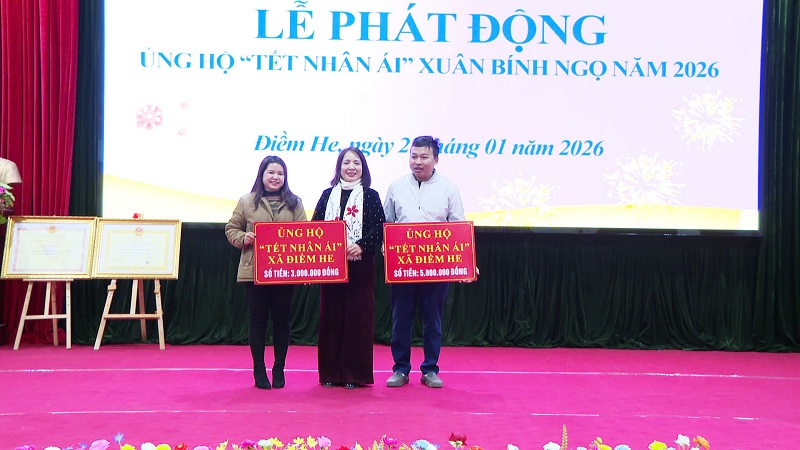 LỄ PHÁT ĐỘNG
ỦNG HỘ “TẾT NHÂN ÁI” XUÂN BÍNH NGỌ NĂM 2026
Điềm He, ngày 2 tháng 01 năm 2026
ỦNG HỘ
“TẾT NHÂN ÁI”
XÃ ĐIỀM HE
SỐ TIỀN: 3.000.000 ĐỒNG
ỦNG HỘ
“TẾT NHÂN ÁI”
XÃ ĐIỀM HE
SỐ TIỀN: 5.000.000 ĐỒNG